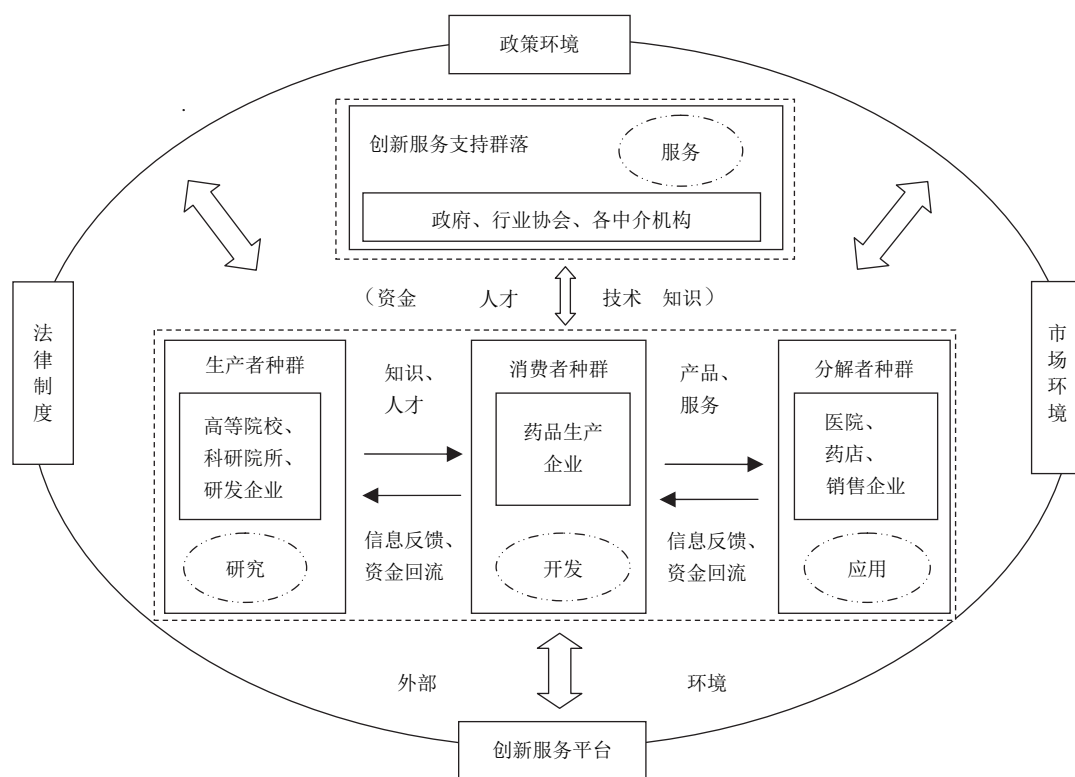 政策环境
创新服务支持群落
服务
政府、行业协会、各中介机构
（资金 人才 技术 知识）
法律制度
市场环境
生产者种群
高等院校、
科研院所、
研发企业
研究
知识、
人才
信息反馈、
资金回流
消费者种群
药品生产
企业
开发
产品、
服务
信息反馈、
资金回流
分解者种群
医院、
药店、
销售企业
应用
外部 环境
创新服务平台